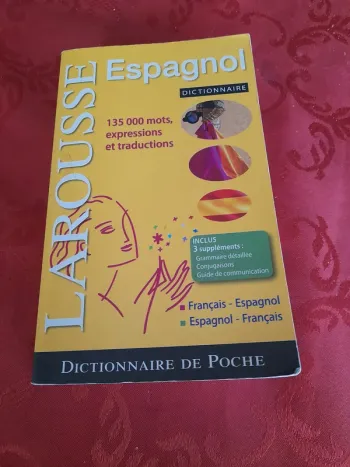 LAROUSSE
Espagnol
DICTIONNAIRE
135 000 mots,
expressions
et traductions
INCLUS
3 suppléments :
Grammaire détaillée
Conjugaisons
Guide de communication
Français - Espagnol
Espagnol - Français
DICTIONNAIRE DE POCHE